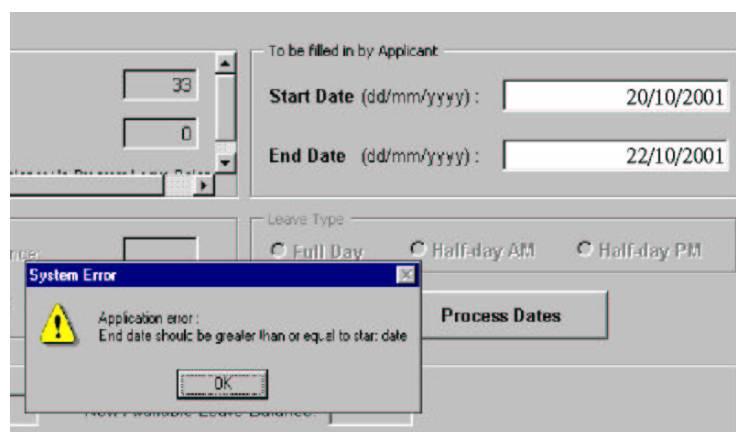 To be filled in by Applicant
33
Start Date (dd/mm/yyyy) : 20/10/2001
0
End Date (dd/mm/yyyy) : 22/10/2001
Leave Type
Full Day Half-day AM Half-day PM
System Error
Application error :
End date should be greater than or equal to start date
Process Dates
OK
New Available Leave Balance: